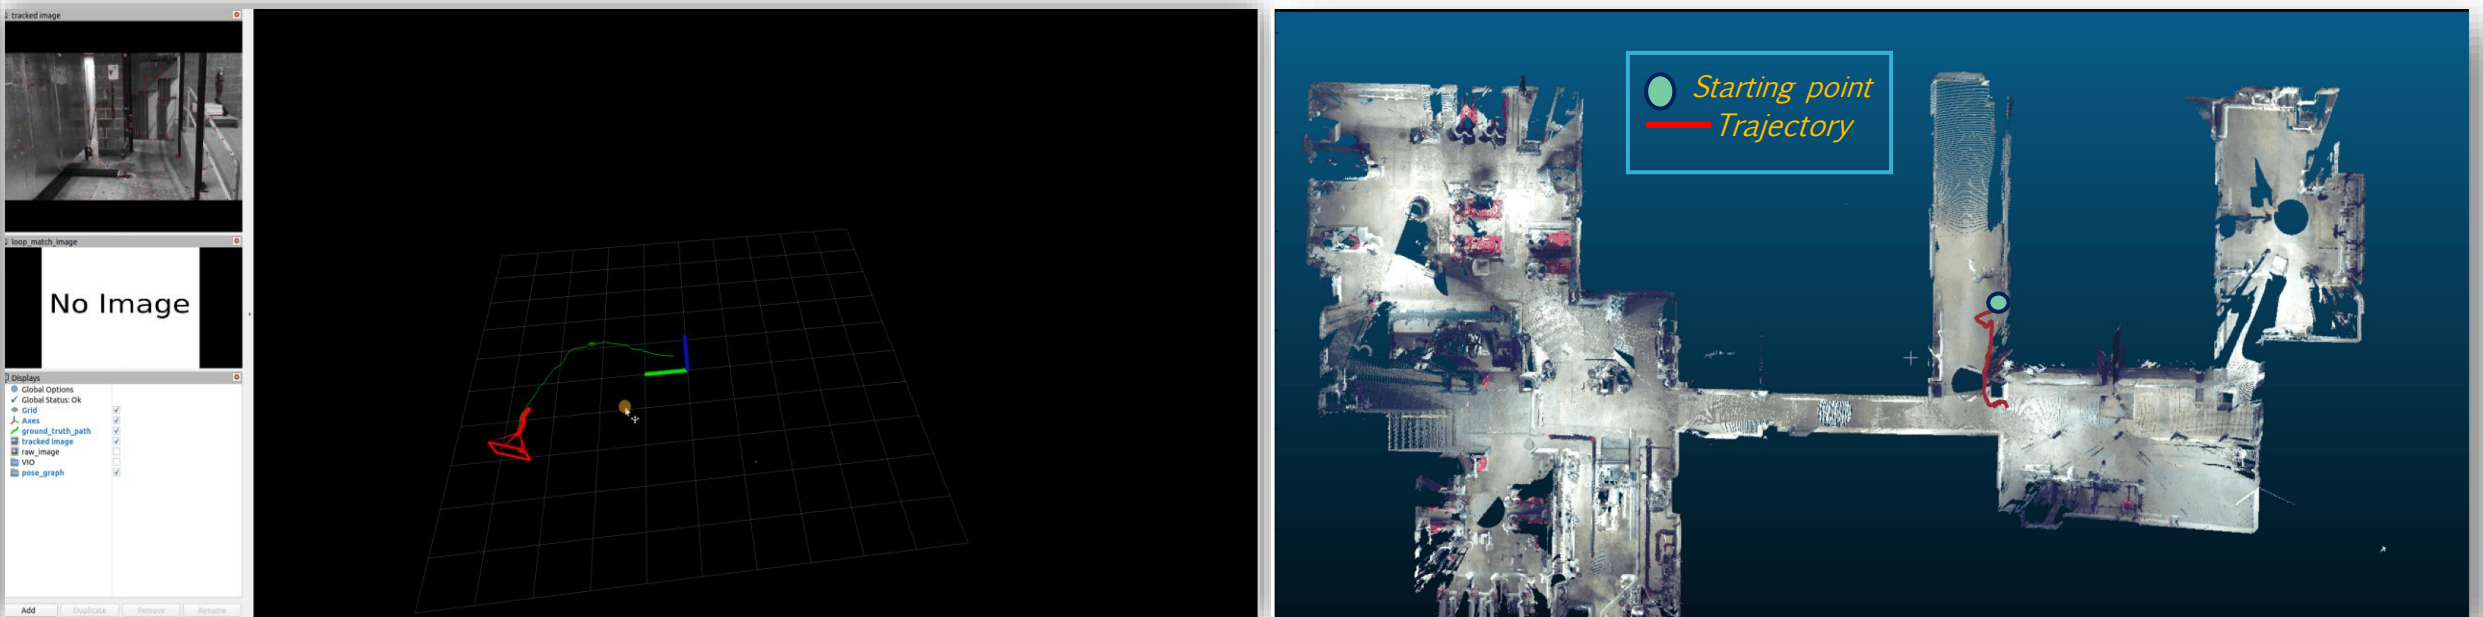 tracked image
loop_match_image
No Image
Displays
Global Options
Global Status: Ok
Grid
Axes
ground_truth_path
tracked image
raw_image
VIO
pose_graph
Add
Duplicate
Remove
Rename
Starting point
Trajectory